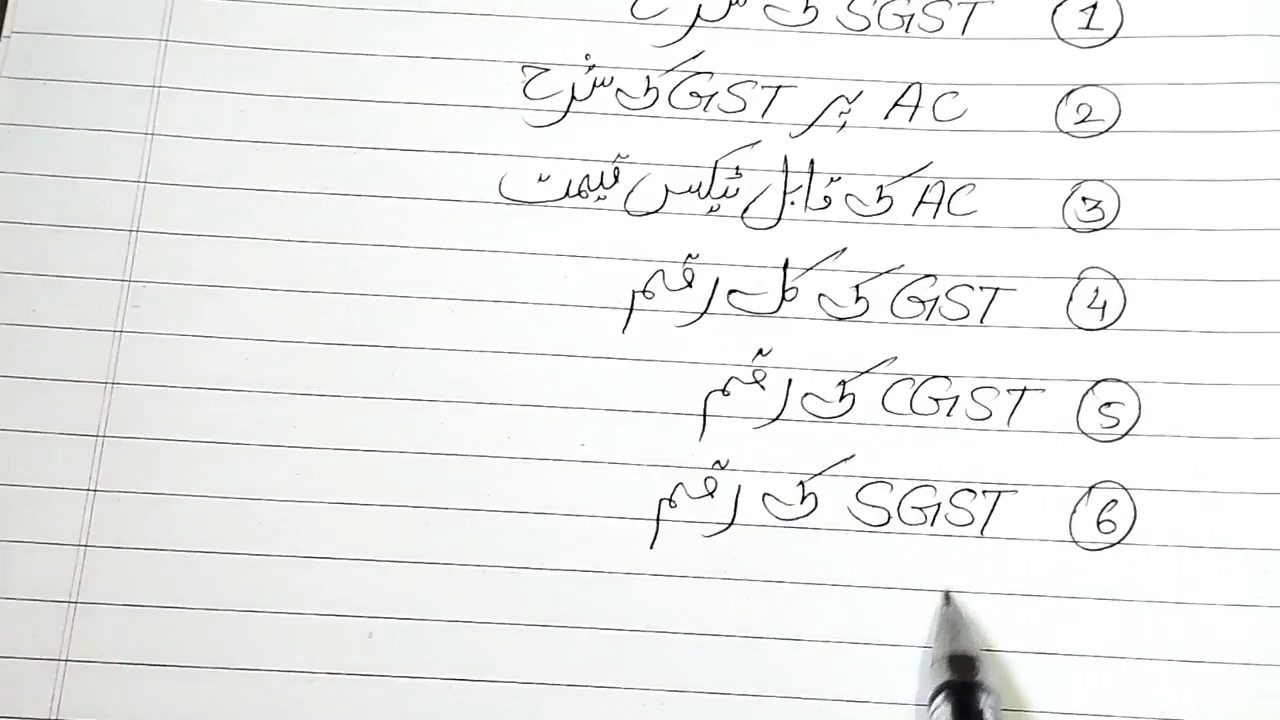 ① SGST کی شرح
② AC پر GST کی شرح
③ AC کی قابل ٹیکس قیمت
④ GST کی کل رقم
⑤ CGST کی رقم
⑥ SGST کی رقم